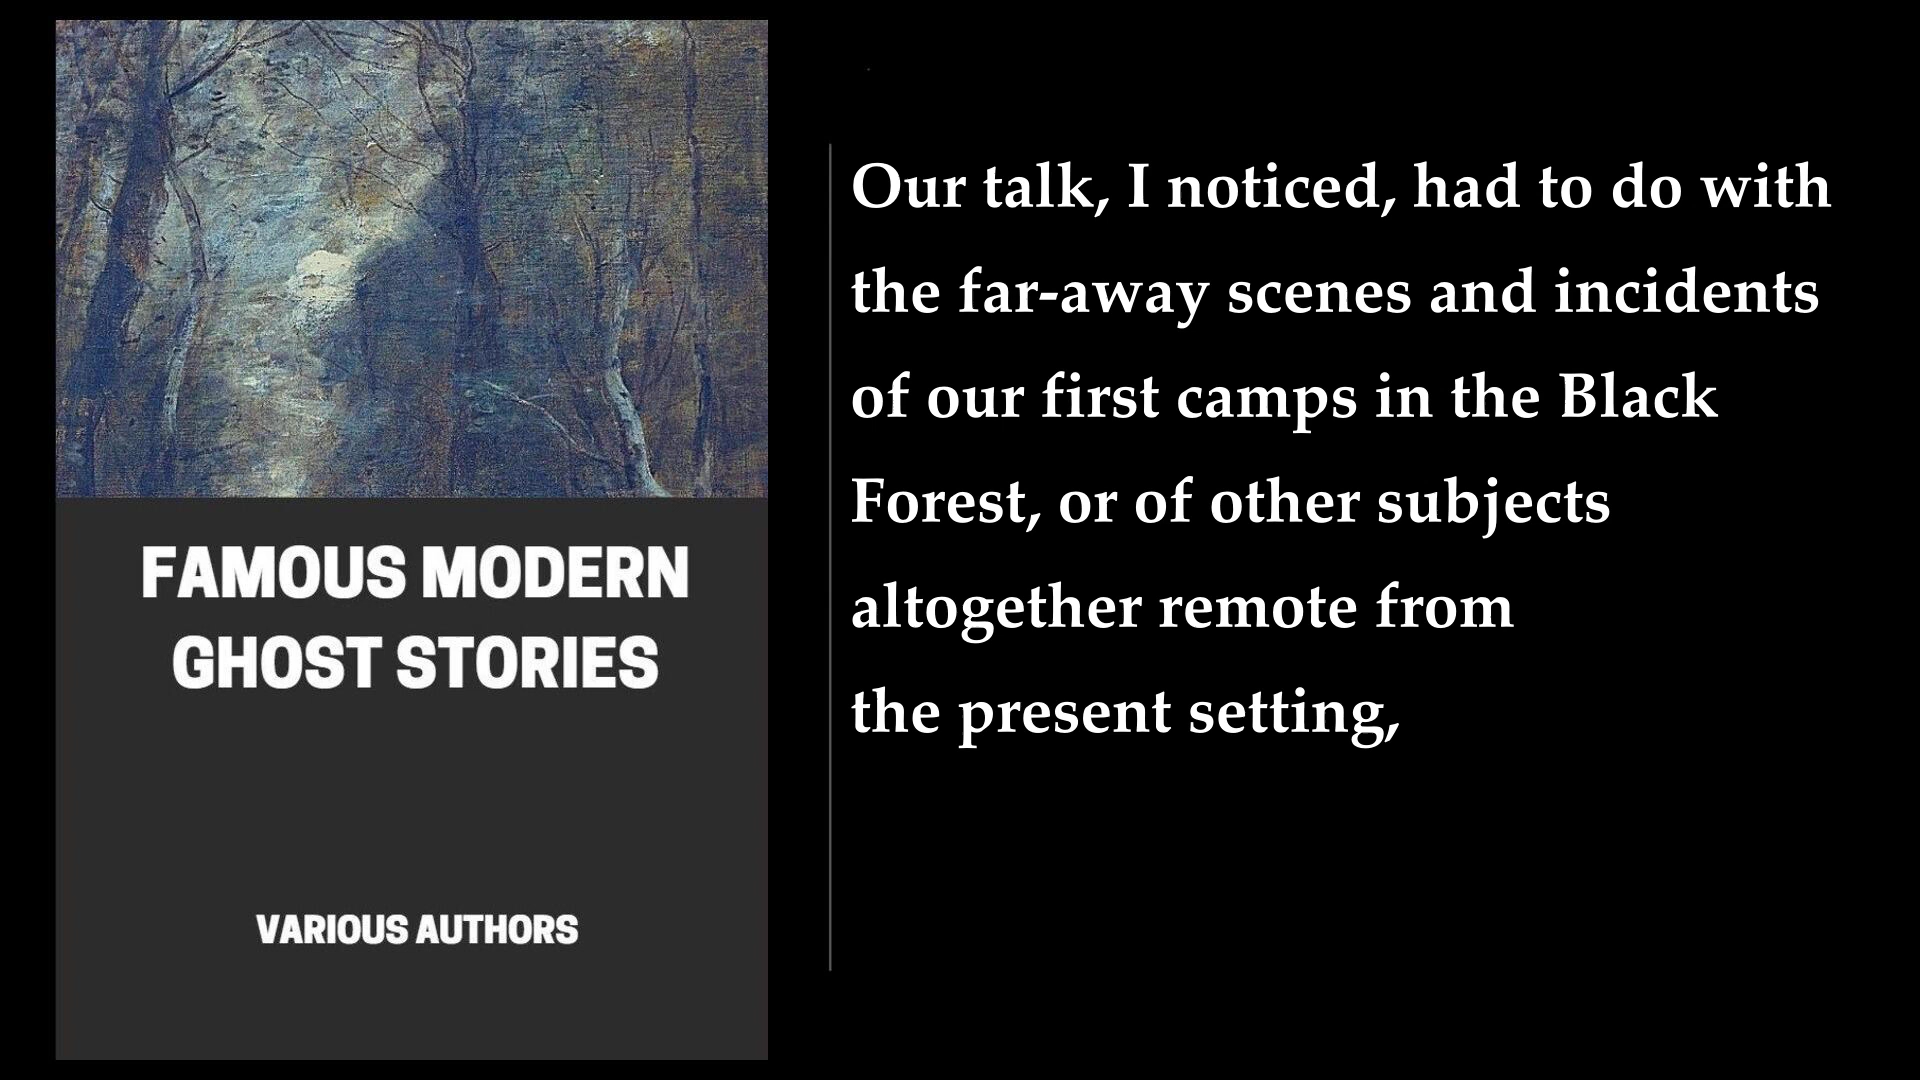 FAMOUS MODERN
GHOST STORIES
VARIOUS AUTHORS
Our talk, I noticed, had to do with
the far-away scenes and incidents
of our first camps in the Black
Forest, or of other subjects
altogether remote from
the present setting,